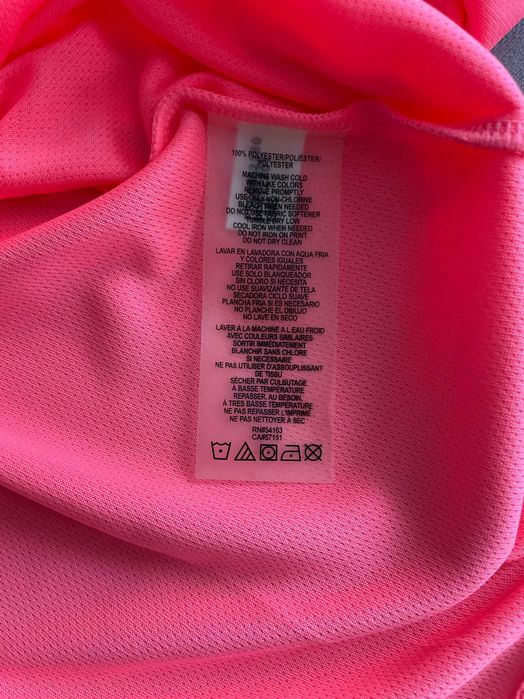 100% POLYESTER/POLIÉSTER/
POLYESTER
MACHINE WASH COLD
WITH LIKE COLORS
REMOVE PROMPTLY
USE ONLY NON-CHLORINE
BLEACH WHEN NEEDED
DO NOT USE FABRIC SOFTENER
TUMBLE DRY LOW
COOL IRON WHEN NEEDED
DO NOT IRON ON PRINT
DO NOT DRY CLEAN
LAVAR EN LAVADORA CON AQUA FRIA
Y COLORES IGUALES
RETIRAR RAPIDAMENTE
USE SOLO BLANQUEADOR
SIN CLORO SI NECESITA
NO USE SUAVIZANTE DE TELA
SECADORA CICLO SUAVE
PLANCHA FRIA SI ES NECESARIO
NO PLANCHE EL DIBUJO
NO LAVE EN SECO
LAVER A LA MACHINE A L EAU FROID
AVEC COULEURS SIMILAIRES
SORTIR IMMÉDIATEMENT
BLANCHIR SANS CHLORE
SI NÉCESSAIRE
NE PAS UTILISER D'ASSOUPLISSANT
DE TISSU
SÉCHER PAR CULBUTAGE
À BASSE TEMPÉRATURE
REPASSER, AU BESOIN,
À TRES BASSE TEMPÉRATURE
NE PAS REPASSER L'IMPRIMÉ
NE PAS NETTOYER A SEC
RN#54163
CA#57151